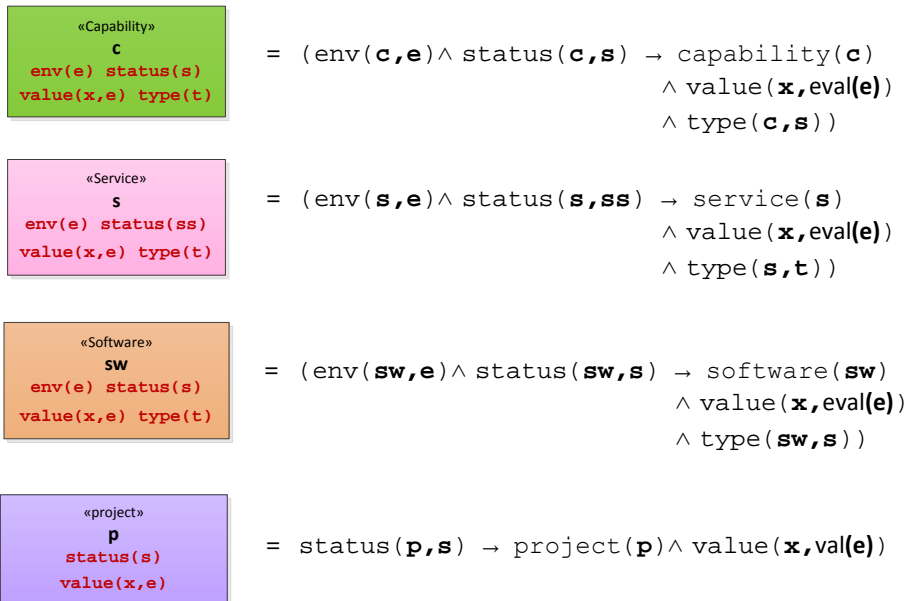 «Capability»
c
env(e) status(s)
value(x,e) type(t)
= (env(c,e)∧ status(c,s) → capability(c)
∧ value(x,eval(e))
∧ type(c,s))
«Service»
s
env(e) status(ss)
value(x,e) type(t)
= (env(s,e)∧ status(s,ss) → service(s)
∧ value(x,eval(e))
∧ type(s,t))
«Software»
sw
env(e) status(s)
value(x,e) type(t)
= (env(sw,e)∧ status(sw,s) → software(sw)
∧ value(x,eval(e))
∧ type(sw,s))
«project»
p
status(s)
value(x,e)
= status(p,s) → project(p)∧ value(x,val(e))